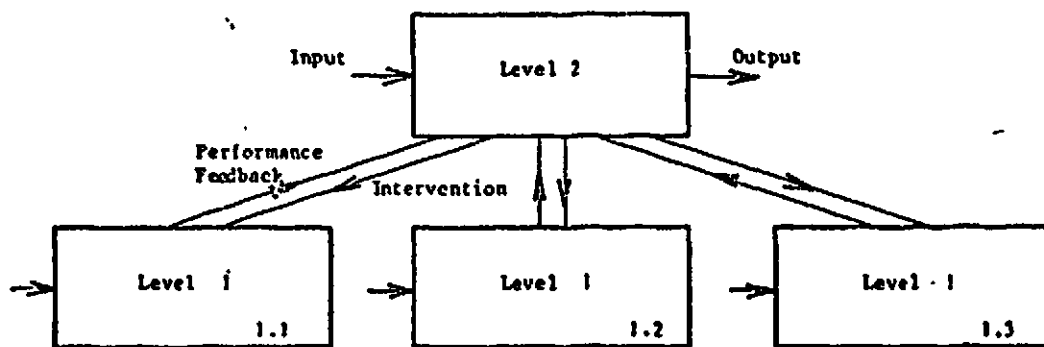 Input
Level 2
Output
Performance
Feedback
Intervention
Level 1
1.1
Level 1
1.2
Level 1
1.3